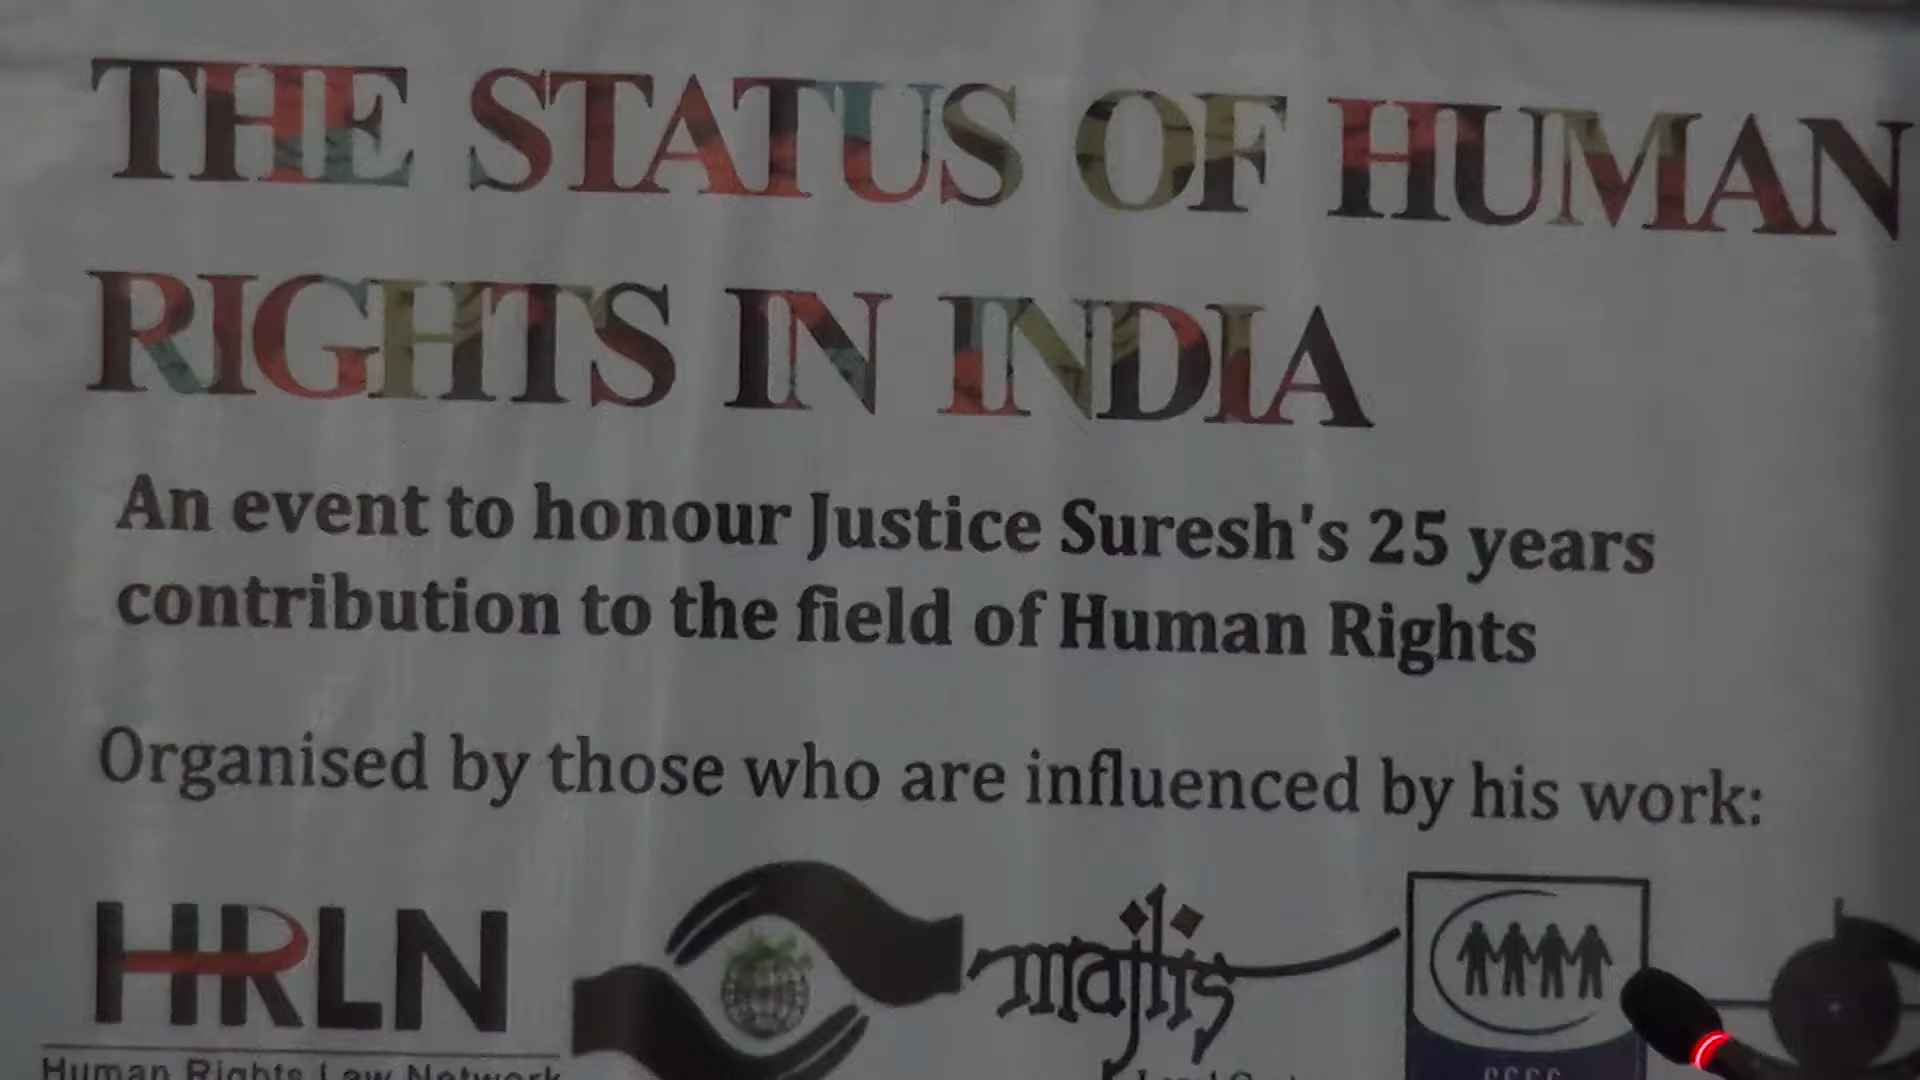 THE STATUS OF HUMAN
RIGHTS IN INDIA
An event to honour Justice Suresh's 25 years
contribution to the field of Human Rights
Organised by those who are influenced by his work:
HRLN
majlis
Human Rights Law Network